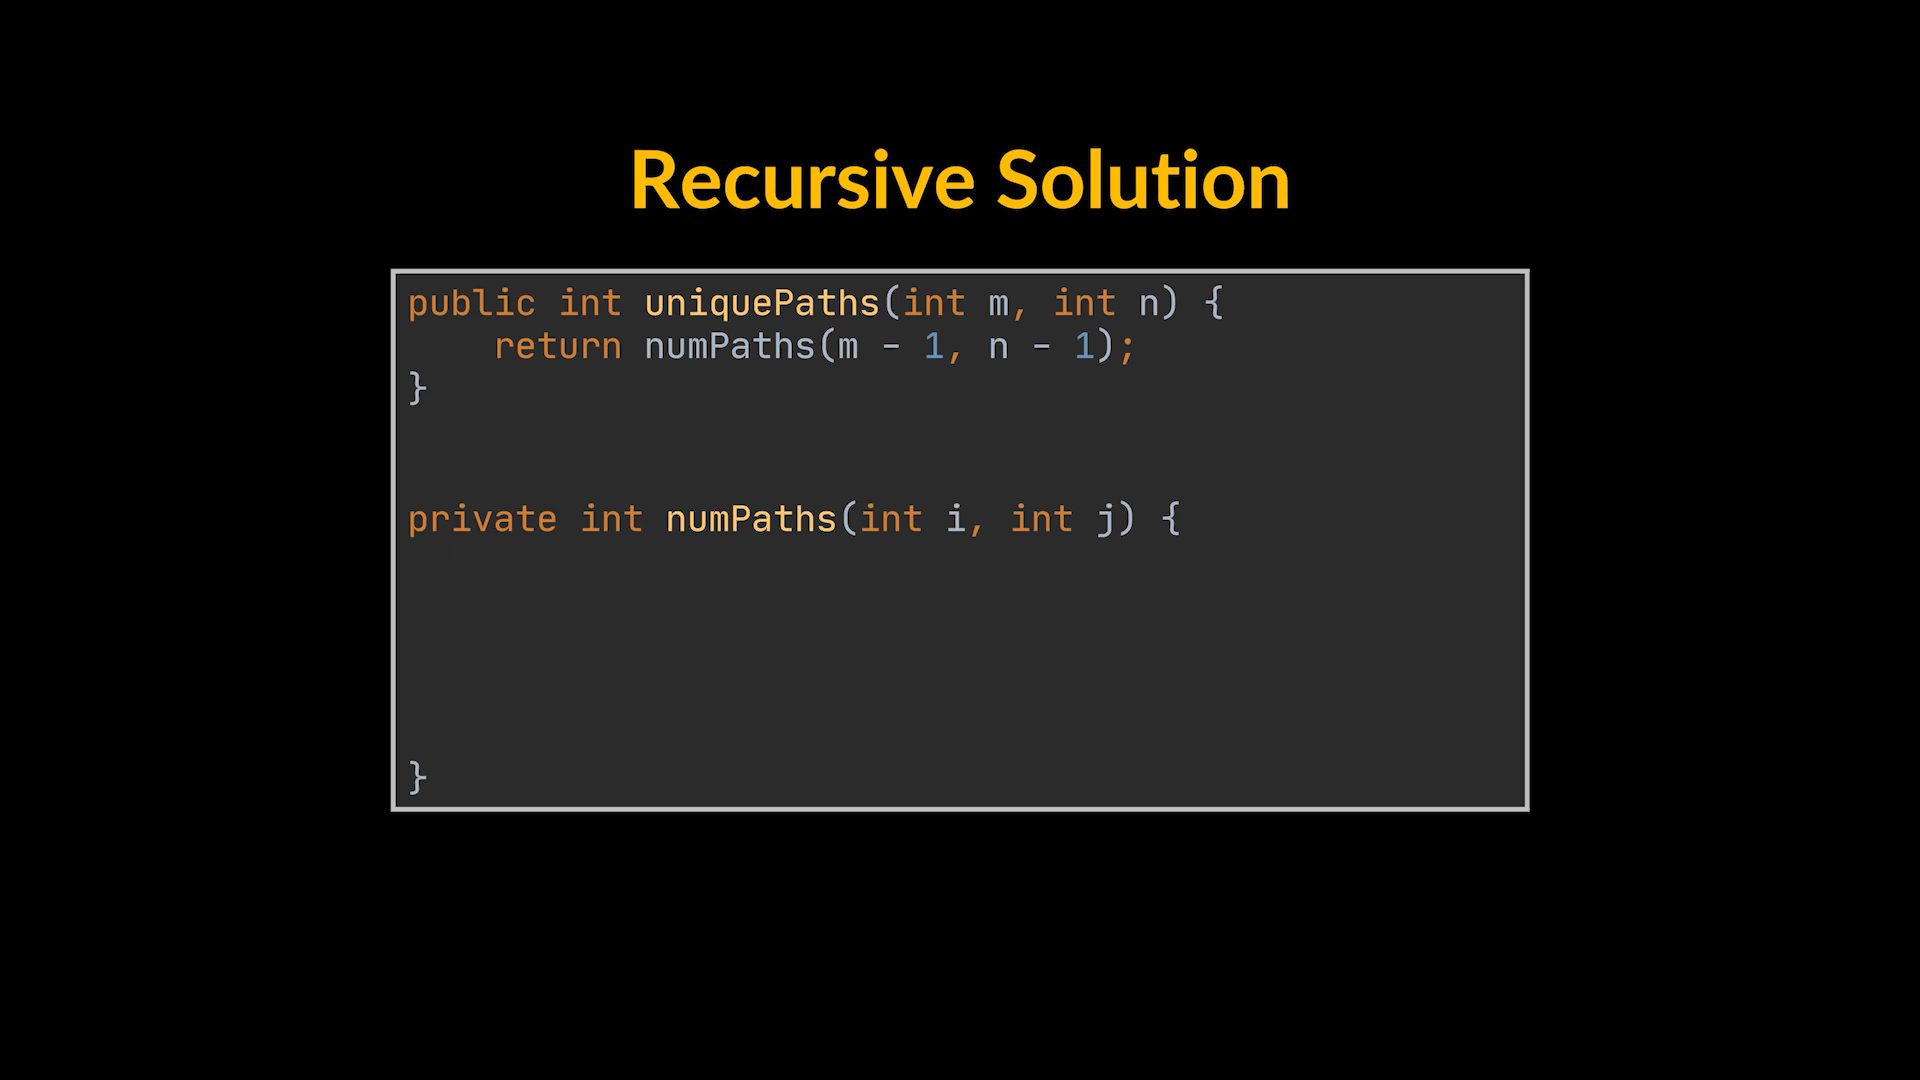 Recursive Solution
public int uniquePaths(int m, int n) {
    return numPaths(m - 1, n - 1);
}
private int numPaths(int i, int j) {
}